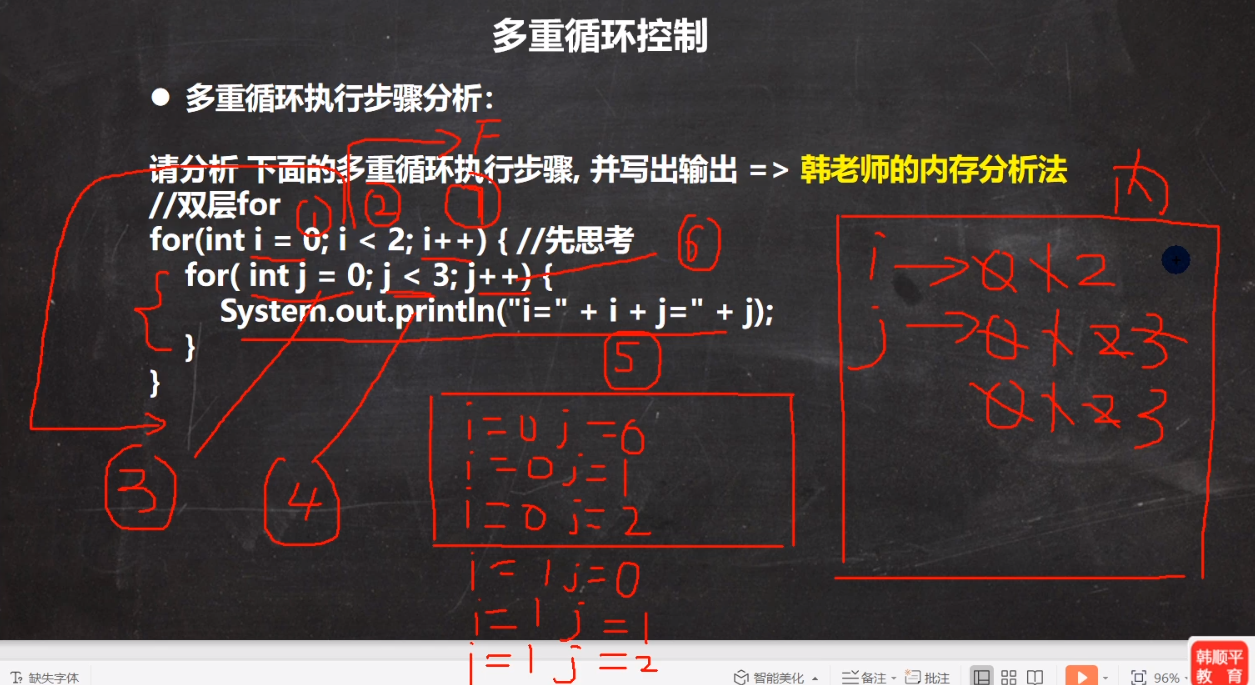 多重循环控制
● 多重循环执行步骤分析：
F
请分析 下面的多重循环执行步骤, 并写出输出 => 韩老师的内存分析法
内
//双层for
① ② 7
for(int i = 0; i < 2; i++) { //先思考
6
for( int j = 0; j < 3; j++) {
System.out.println("i=" + i + j=" + j);
}
5
}
i → 0 1 2
j → 0 1 2 3
0 1 2 3
3
4
i=0 j=0
i=0 j=1
i=0 j=2
i=1 j=0
i=1 j=1
i=1 j=2
缺失字体
智能美化
备注
批注
96%
韩顺平
教 育